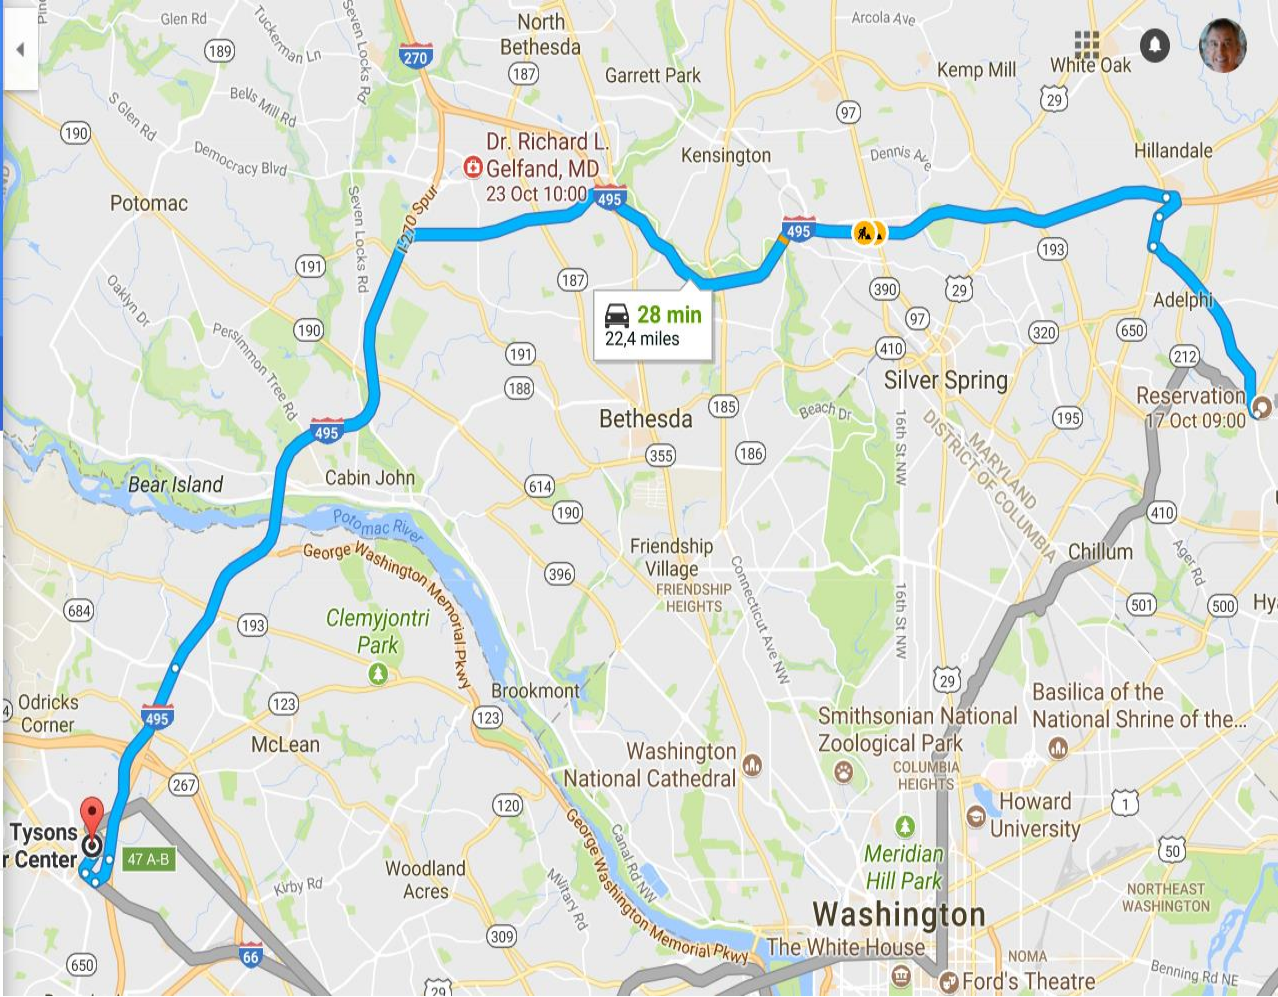 Glen Rd
Tuckerman Ln
Seven Locks Rd
189
270
North
Bethesda
187
Garrett Park
Arcola Ave
Kemp Mill
White Oak
29
97
190
S Glen Rd
Bells Mill Rd
Democracy Blvd
Dr. Richard L.
Gelfand, MD
23 Oct 10:00
495
Kensington
Dennis Ave
Hillandale
Potomac
Seven Locks Rd
I-270 Spur
495
193
191
187
390
29
Adelphi
Oaklyn Dr
190
Persimmon Tree Rd
28 min
22,4 miles
97
320
650
191
410
212
188
Silver Spring
Reservation
17 Oct 09:00
185
Beach Dr
16th St NW
195
Bethesda
495
355
186
MARYLAND
DISTRICT OF COLUMBIA
Bear Island
Cabin John
614
190
410
Potomac River
George Washington Memorial Pkwy
Friendship
Village
FRIENDSHIP
HEIGHTS
Connecticut Ave NW
Chillum
Ager Rd
396
16th St NW
684
193
Clemyjontri
Park
501
500
Hy
Odricks
Corner
123
495
McLean
Brookmont
123
29
Basilica of the
National Shrine of the...
Smithsonian National
Zoological Park
COLUMBIA
HEIGHTS
Washington
National Cathedral
267
120
Howard
University
1
Tysons
r Center
47 A-B
George Washington Memorial Pkwy
Canal Rd NW
Meridian
Hill Park
50
Kirby Rd
Woodland
Acres
Military Rd
NORTHEAST
WASHINGTON
Washington
309
The White House
650
66
NOMA
Ford's Theatre
Benning Rd NE
29